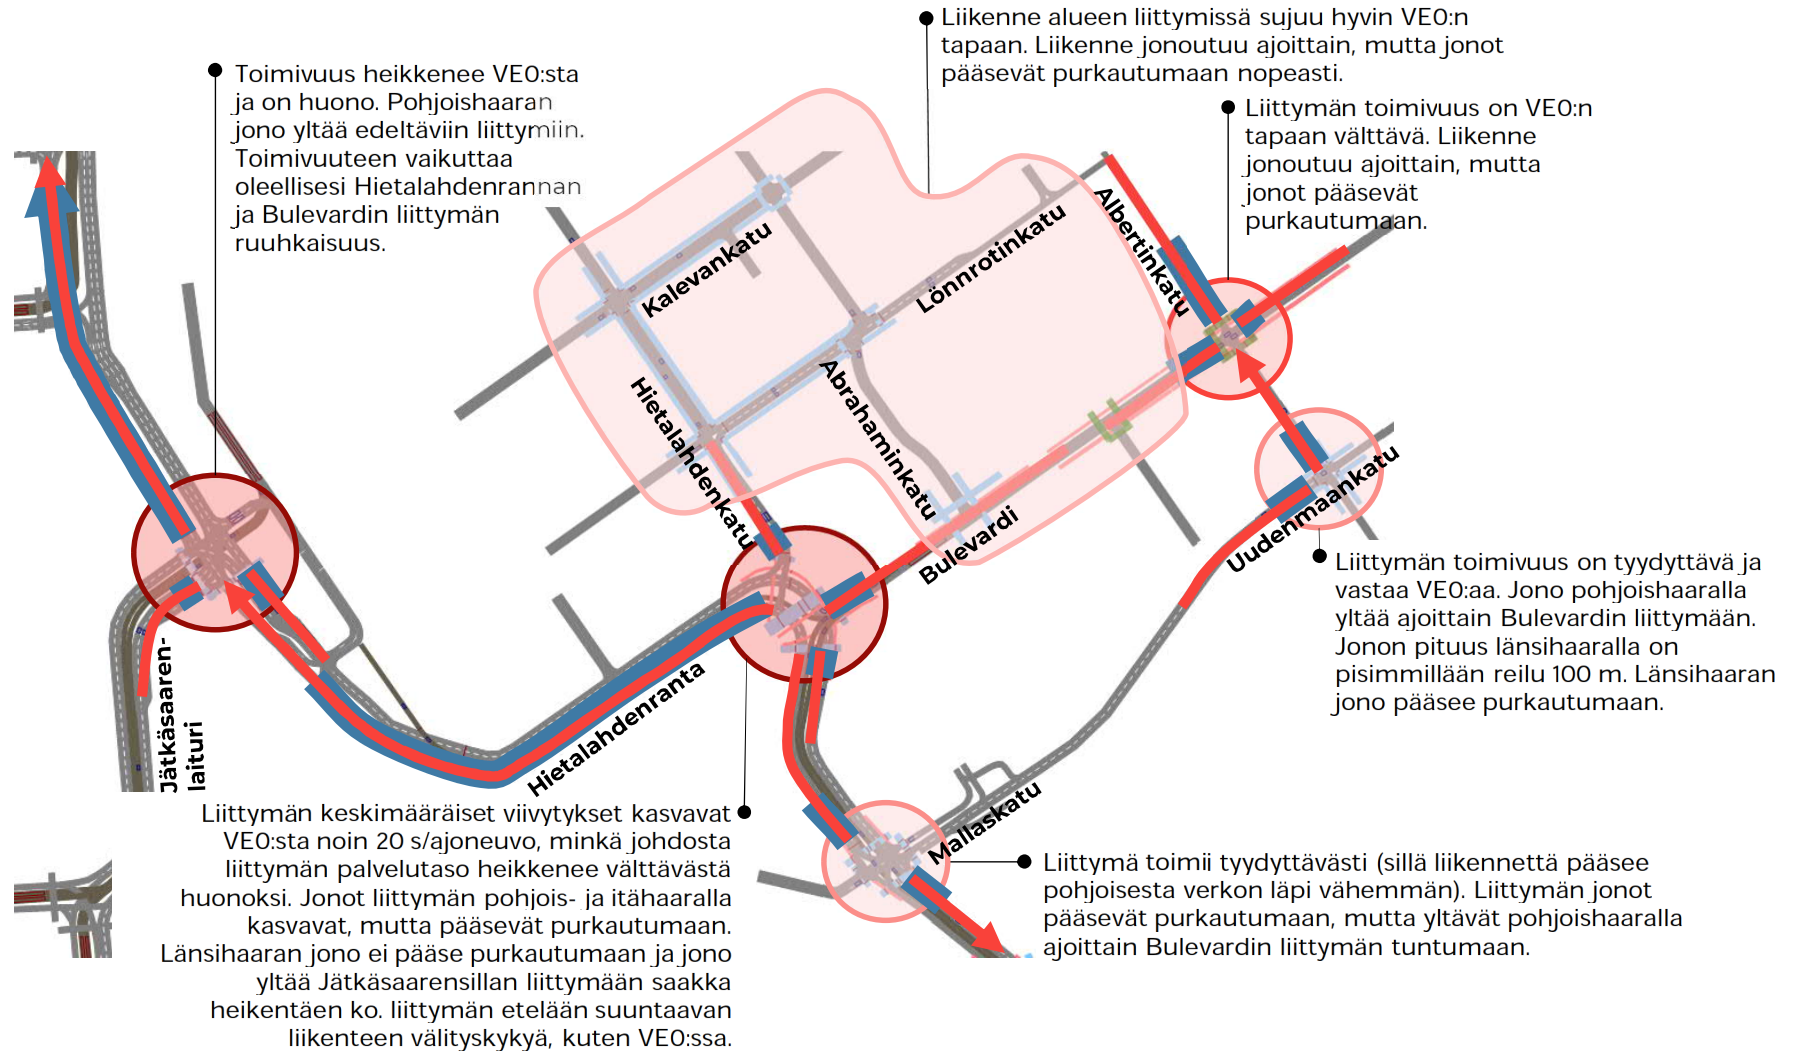 Liikenne alueen liittymissä sujuu hyvin VE0:n
tapaan. Liikenne jonoutuu ajoittain, mutta jonot
pääsevät purkautumaan nopeasti.
Toimivuus heikkenee VE0:sta
ja on huono. Pohjoishaaran
jono yltää edeltäviin liittymiin.
Toimivuuteen vaikuttaa
oleellisesi Hietalahdenrannan
ja Bulevardin liittymän
ruuhkaisuus.
Liittymän toimivuus on VE0:n
tapaan välttävä. Liikenne
jonoutuu ajoittain, mutta
jonot pääsevät
purkautumaan.
Kalevankatu
Lönnrotinkatu
Albertinkatu
Hietalahdenkatu
Abrahaminkatu
Bulevardi
Uudenmaankatu
Liittymän toimivuus on tyydyttävä ja
vastaa VE0:aa. Jono pohjoishaaralla
yltää ajoittain Bulevardin liittymään.
Jonon pituus länsihaaralla on
pisimmillään reilu 100 m. Länsihaaran
jono pääsee purkautumaan.
Jätkäsaaren-
laituri
Hietalahdenranta
Mallaskatu
Liittymän keskimääräiset viivytykset kasvavat
VE0:sta noin 20 s/ajoneuvo, minkä johdosta
liittymän palvelutaso heikkenee välttävästä
huonoksi. Jonot liittymän pohjois- ja itähaaralla
kasvavat, mutta pääsevät purkautumaan.
Länsihaaran jono ei pääse purkautumaan ja jono
yltää Jätkäsaarensillan liittymään saakka
heikentäen ko. liittymän etelään suuntaavan
liikenteen välityskykyä, kuten VE0:ssa.
Liittymä toimii tyydyttävästi (sillä liikennettä pääsee
pohjoisesta verkon läpi vähemmän). Liittymän jonot
pääsevät purkautumaan, mutta yltävät pohjoishaaralla
ajoittain Bulevardin liittymän tuntumaan.